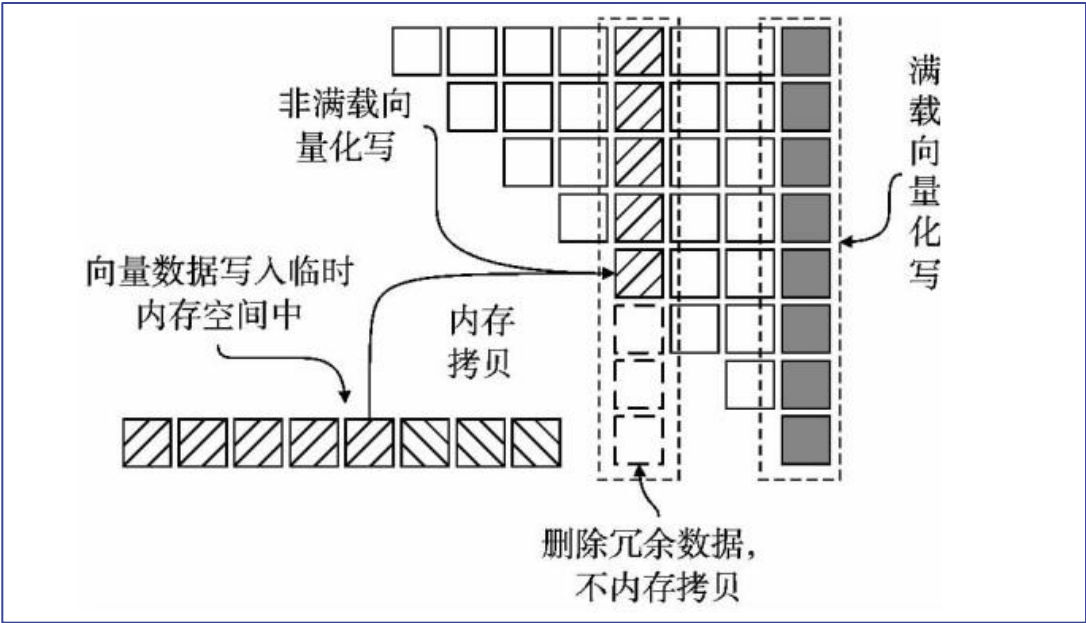 非满载向
量化写
满载向量化写
向量数据写入临时
内存空间中
内存
拷贝
删除冗余数据，
不内存拷贝